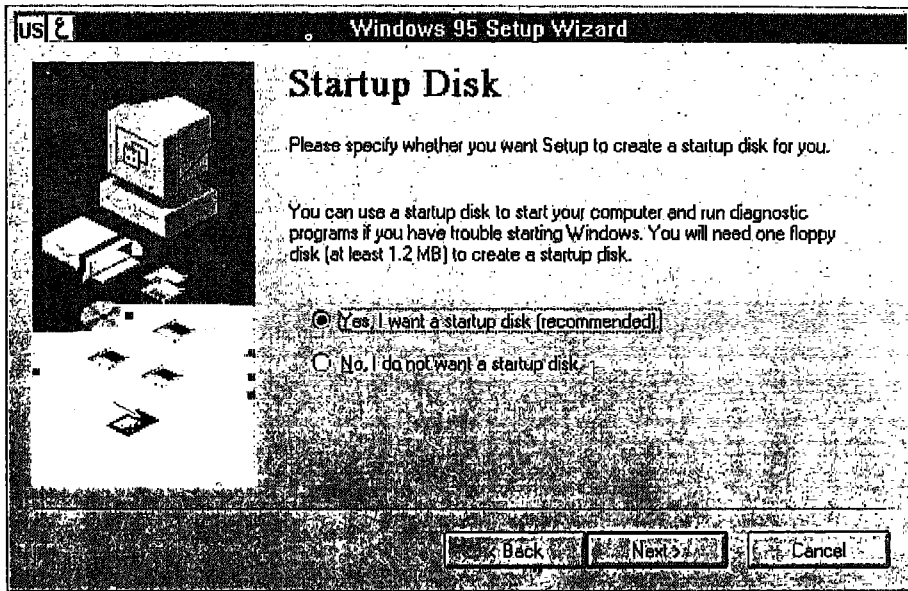 US ع
Windows 95 Setup Wizard
Startup Disk
Please specify whether you want Setup to create a startup disk for you.
You can use a startup disk to start your computer and run diagnostic
programs if you have trouble starting Windows. You will need one floppy
disk (at least 1.2 MB) to create a startup disk.
Yes, I want a startup disk (recommended)
No, I do not want a startup disk.
< Back
Next >
Cancel